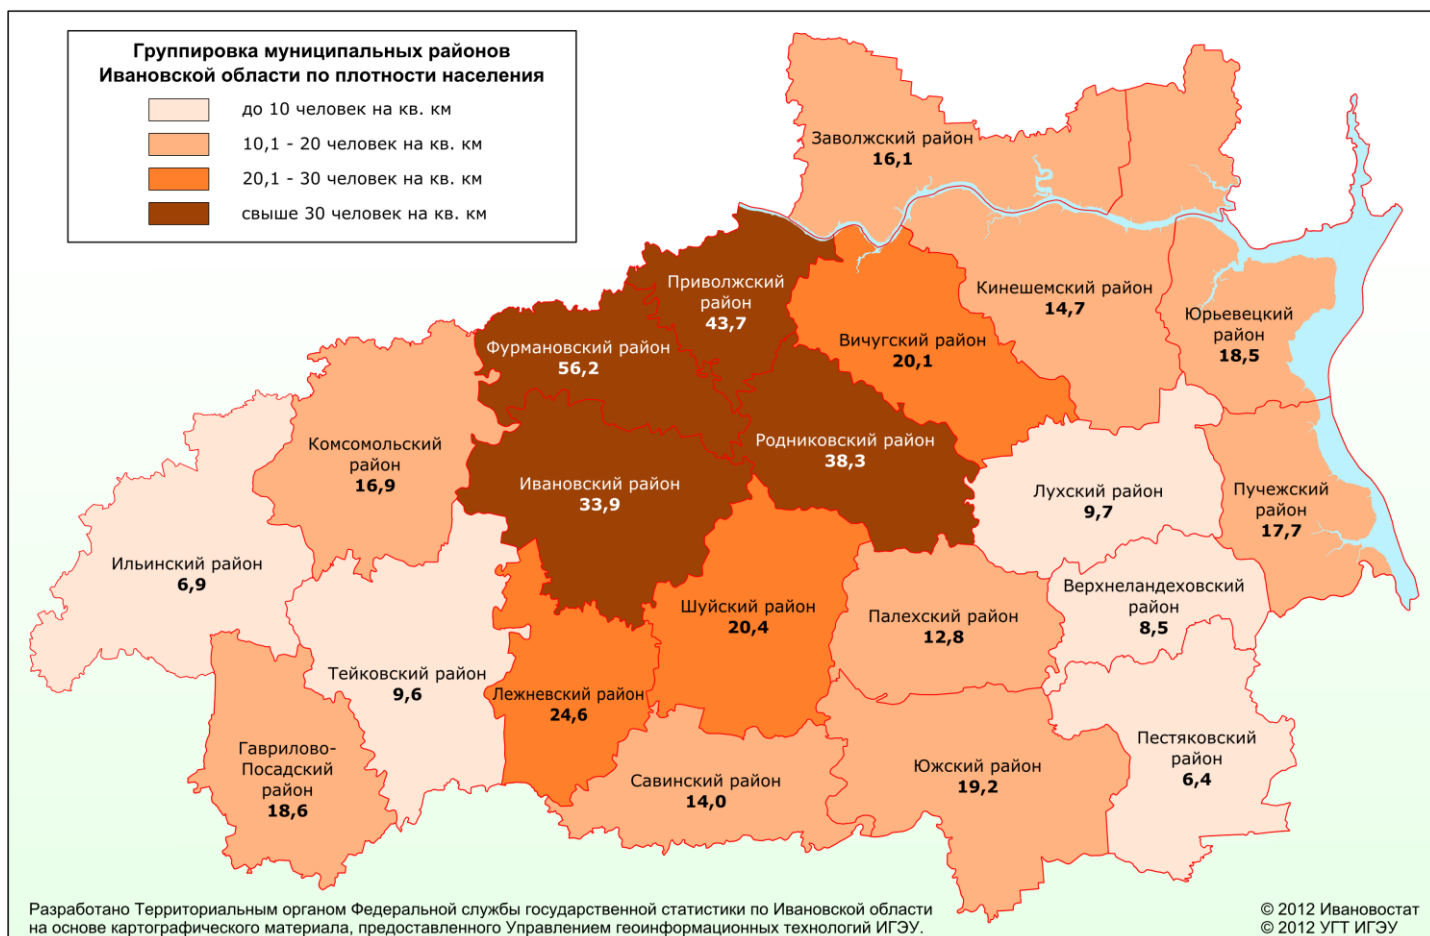 Группировка муниципальных районов
Ивановской области по плотности населения
до 10 человек на кв. км
10,1 - 20 человек на кв. км
20,1 - 30 человек на кв. км
свыше 30 человек на кв. км
Заволжский район
16,1
Приволжский
район
43,7
Кинешемский район
14,7
Юрьевецкий
район
18,5
Фурмановский район
56,2
Вичугский район
20,1
Комсомольский
район
16,9
Родниковский район
38,3
Ивановский район
33,9
Лухский район
9,7
Пучежский
район
17,7
Ильинский район
6,9
Верхнеландеховский
район
8,5
Шуйский район
20,4
Палехский район
12,8
Тейковский район
9,6
Лежневский район
24,6
Гаврилово-
Посадский
район
18,6
Савинский район
14,0
Южский район
19,2
Пестяковский
район
6,4
Разработано Территориальным органом Федеральной службы государственной статистики по Ивановской области
на основе картографического материала, предоставленного Управлением геоинформационных технологий ИГЭУ.
© 2012 Ивановостат
© 2012 УГТ ИГЭУ